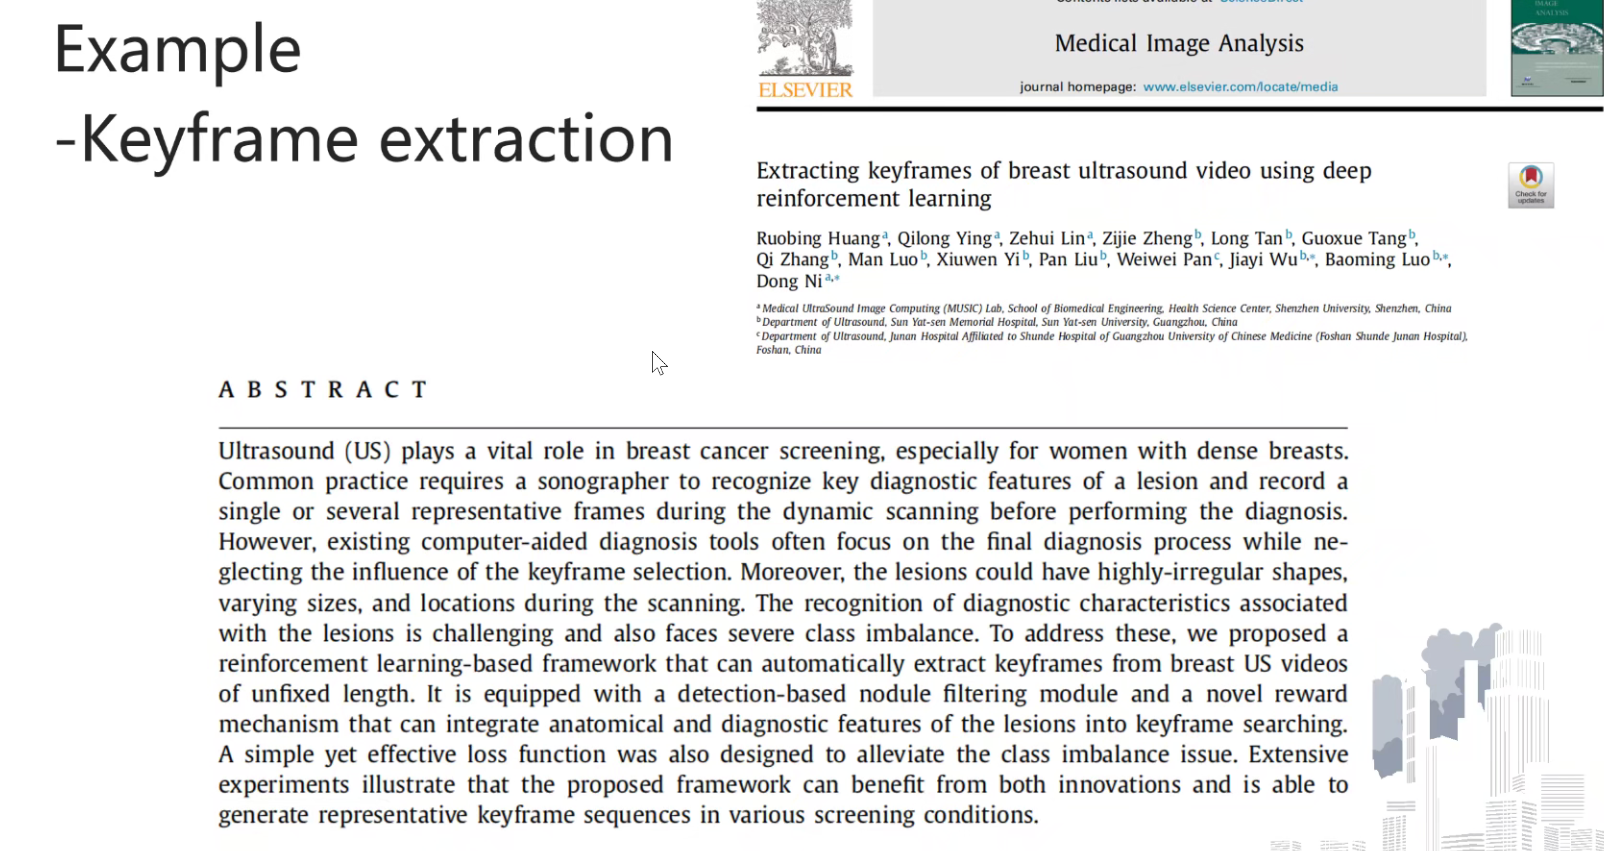 Example
-Keyframe extraction
Contents lists available at ScienceDirect
Medical Image Analysis
journal homepage: www.elsevier.com/locate/media
ELSEVIER
IMAGE
ANALYSIS
Extracting keyframes of breast ultrasound video using deep
reinforcement learning
Check for
updates
Ruobing Huang a, Qilong Ying a, Zehui Lin a, Zijie Zheng b, Long Tan b, Guoxue Tang b,
Qi Zhang b, Man Luo b, Xiuwen Yi b, Pan Liu b, Weiwei Pan c, Jiayi Wu b,*, Baoming Luo b,*,
Dong Ni a,*
a Medical UltraSound Image Computing (MUSIC) Lab, School of Biomedical Engineering, Health Science Center, Shenzhen University, Shenzhen, China
b Department of Ultrasound, Sun Yat-sen Memorial Hospital, Sun Yat-sen University, Guangzhou, China
c Department of Ultrasound, Junan Hospital Affiliated to Shunde Hospital of Guangzhou University of Chinese Medicine (Foshan Shunde Junan Hospital),
Foshan, China
ABSTRACT
Ultrasound (US) plays a vital role in breast cancer screening, especially for women with dense breasts.
Common practice requires a sonographer to recognize key diagnostic features of a lesion and record a
single or several representative frames during the dynamic scanning before performing the diagnosis.
However, existing computer-aided diagnosis tools often focus on the final diagnosis process while ne-
glecting the influence of the keyframe selection. Moreover, the lesions could have highly-irregular shapes,
varying sizes, and locations during the scanning. The recognition of diagnostic characteristics associated
with the lesions is challenging and also faces severe class imbalance. To address these, we proposed a
reinforcement learning-based framework that can automatically extract keyframes from breast US videos
of unfixed length. It is equipped with a detection-based nodule filtering module and a novel reward
mechanism that can integrate anatomical and diagnostic features of the lesions into keyframe searching.
A simple yet effective loss function was also designed to alleviate the class imbalance issue. Extensive
experiments illustrate that the proposed framework can benefit from both innovations and is able to
generate representative keyframe sequences in various screening conditions.